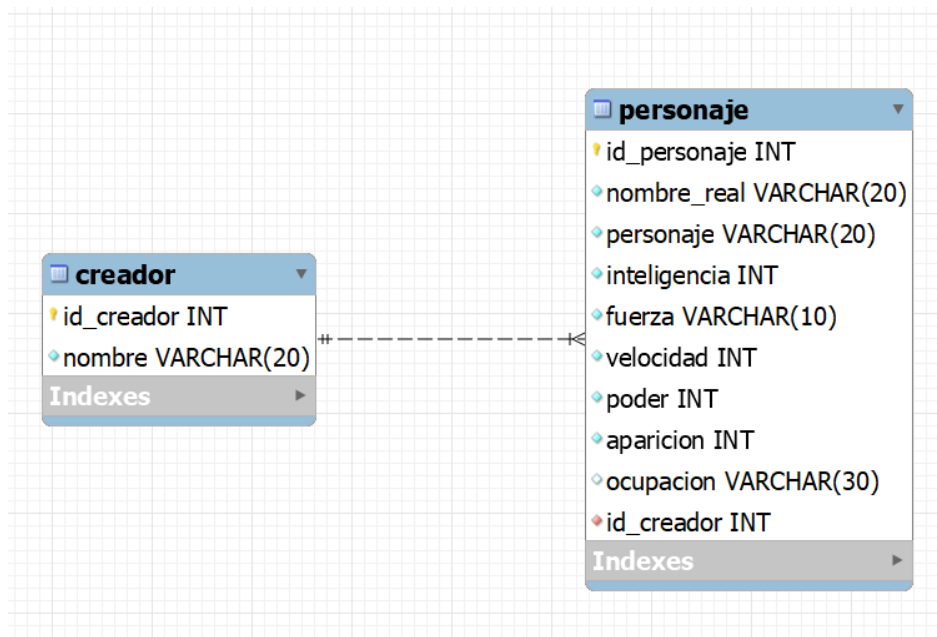 creador
id_creador INT
nombre VARCHAR(20)
Indexes
personaje
id_personaje INT
nombre_real VARCHAR(20)
personaje VARCHAR(20)
inteligencia INT
fuerza VARCHAR(10)
velocidad INT
poder INT
aparicion INT
ocupacion VARCHAR(30)
id_creador INT
Indexes